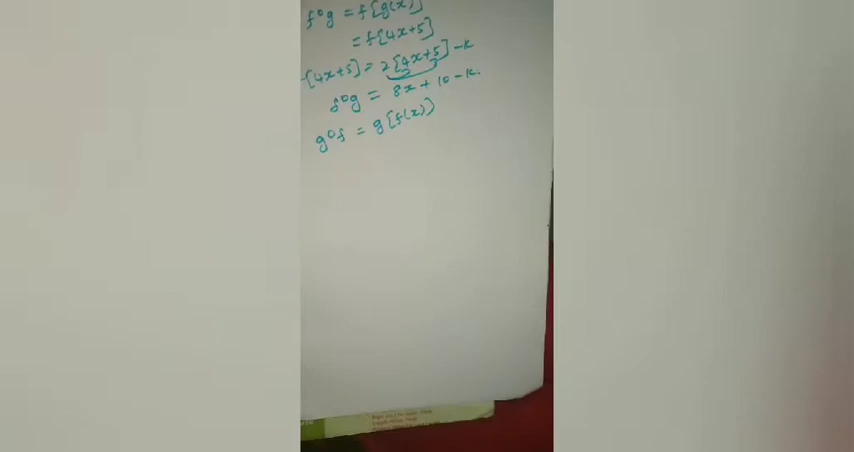 f∘g = f[g(x)]
= f[4x+5]
f[4x+5] = 2[4x+5] - k
f∘g = 8x + 10 - k.
g∘f = g[f(x)]